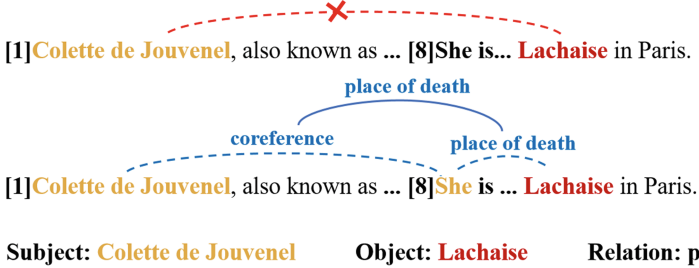 [1]Colette de Jouvenel, also known as ... [8]She is... Lachaise in Paris.
place of death
coreference place of death
[1]Colette de Jouvenel, also known as ... [8]She is ... Lachaise in Paris.
Subject: Colette de Jouvenel Object: Lachaise Relation: